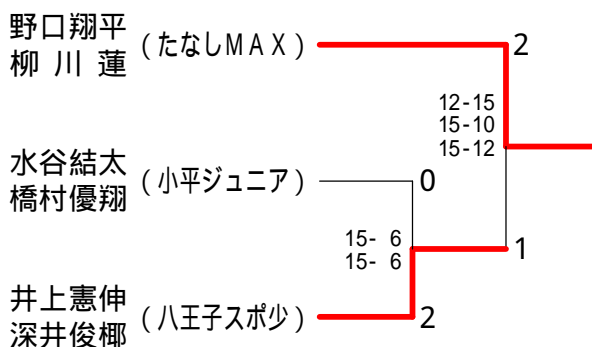 野口翔平
柳川蓮
(たなしMAX)
2
12-15
15-10
15-12
水谷結太
橋村優翔
(小平ジュニア)
0
15- 6
15- 6
1
井上憲伸
深井俊椰
(八王子スポ少)
2